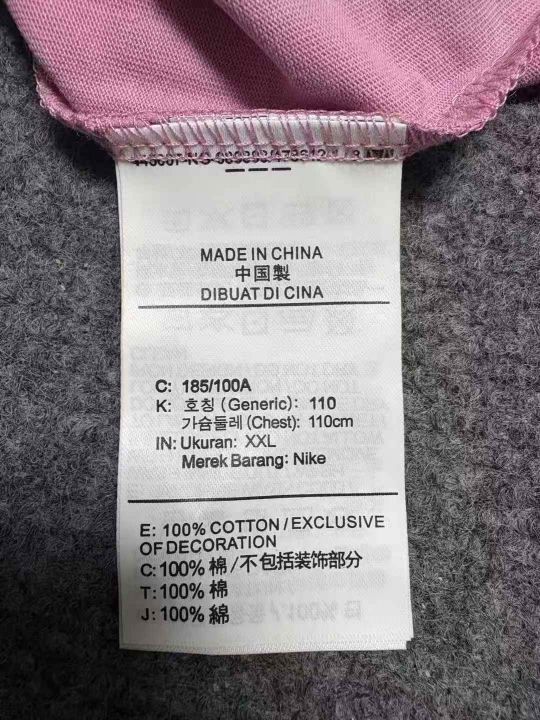 MADE IN CHINA
中国製
DIBUAT DI CINA
C: 185/100A
K: 호칭 (Generic): 110
가슴둘레 (Chest): 110cm
IN: Ukuran: XXL
Merek Barang: Nike
E: 100% COTTON/EXCLUSIVE
OF DECORATION
C: 100% 棉/不包括装饰部分
T: 100% 棉
J: 100% 綿